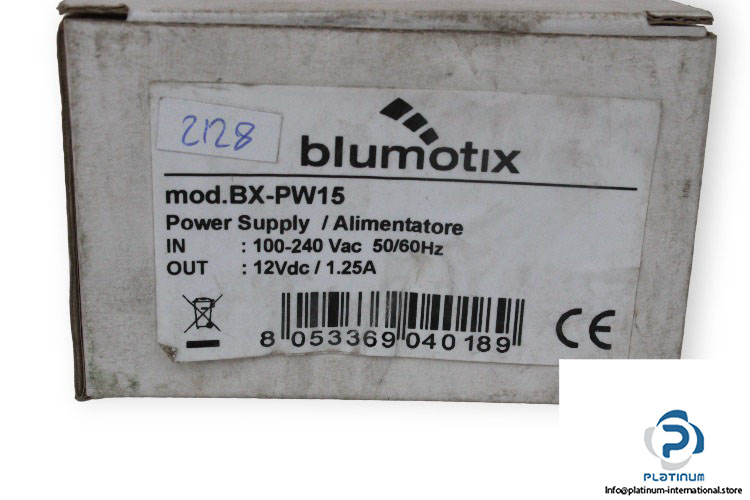 2128
blumotix
mod.BX-PW15
Power Supply / Alimentatore
IN : 100-240 Vac 50/60Hz
OUT : 12Vdc / 1.25A
8 053369 040189
CE
PLATINUM
Info@platinum-international.store